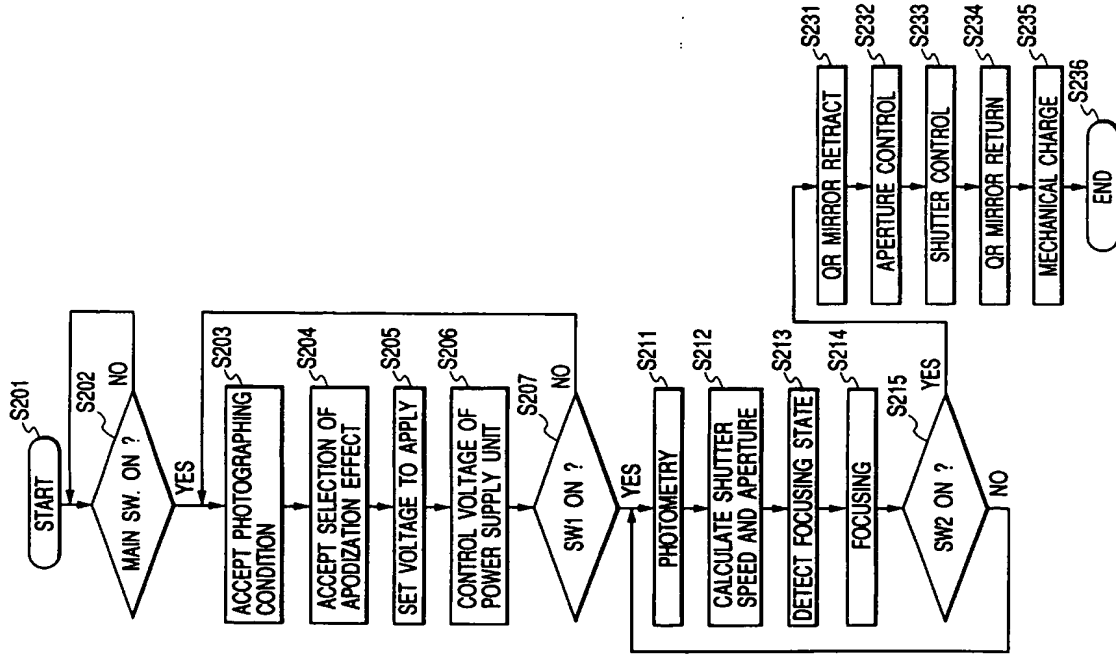 START
S201
MAIN SW. ON ?
S202
NO
YES
ACCEPT PHOTOGRAPHING
CONDITION
S203
ACCEPT SELECTION OF
APODIZATION EFFECT
S204
SET VOLTAGE TO APPLY
S205
CONTROL VOLTAGE OF
POWER SUPPLY UNIT
S206
SW1 ON ?
S207
NO
YES
PHOTOMETRY
S211
CALCULATE SHUTTER
SPEED AND APERTURE
S212
DETECT FOCUSING STATE
S213
FOCUSING
S214
SW2 ON ?
S215
YES
NO
QR MIRROR RETRACT
S231
APERTURE CONTROL
S232
SHUTTER CONTROL
S233
QR MIRROR RETURN
S234
MECHANICAL CHARGE
S235
END
S236